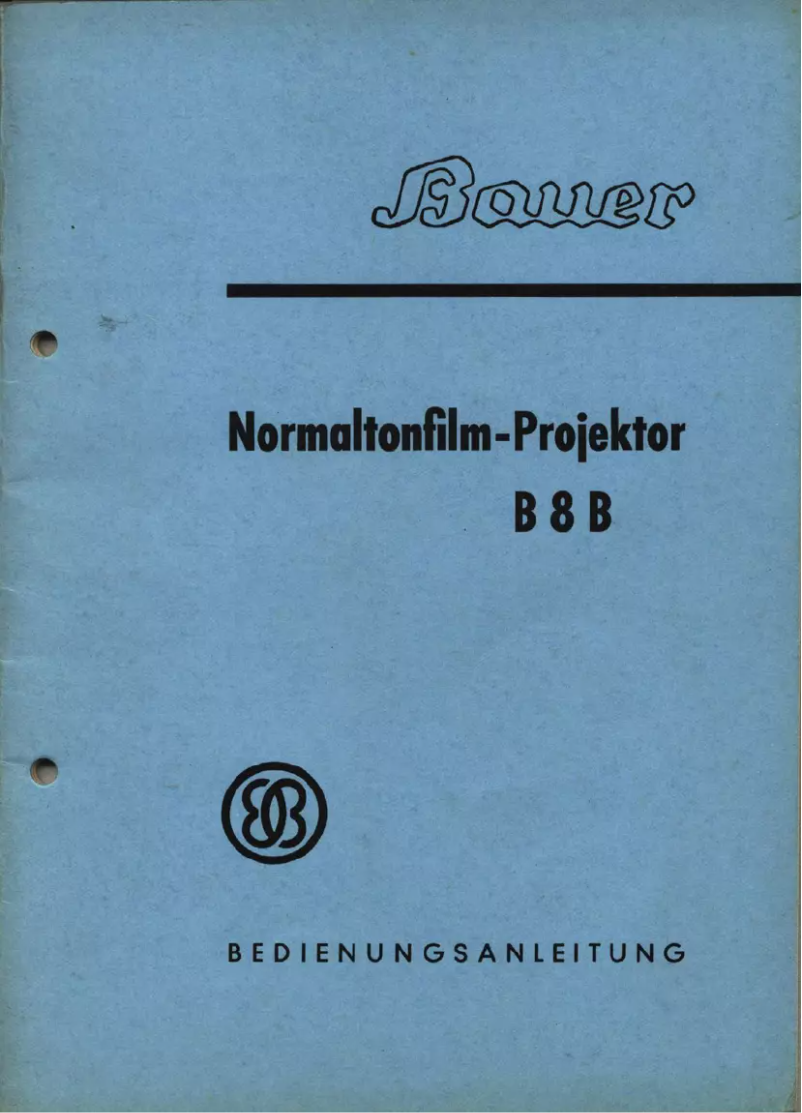 Bauer
Normaltonfilm-Projektor
B 8 B
BEDIENUNGSANLEITUNG